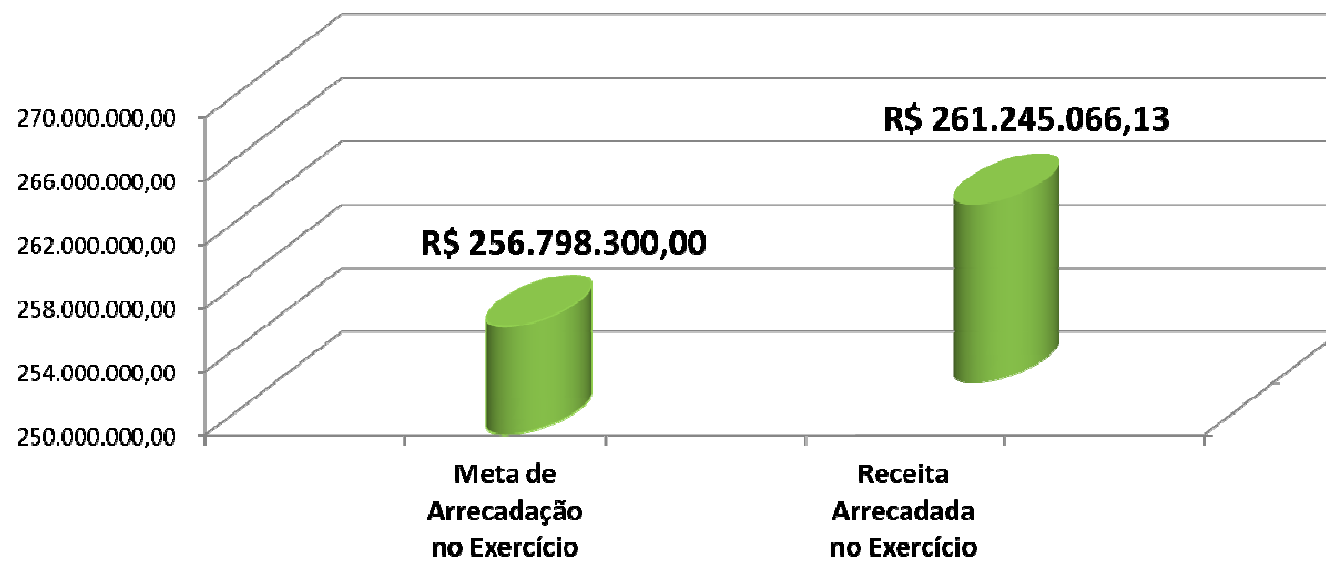 270.000.000,00
266.000.000,00
262.000.000,00
258.000.000,00
254.000.000,00
250.000.000,00
R$ 256.798.300,00
R$ 261.245.066,13
Meta de
Arrecadação
no Exercício
Receita
Arrecadada
no Exercício